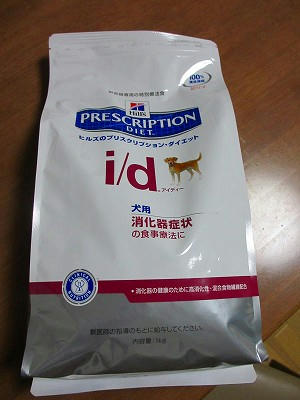 Hill's
PRESCRIPTION
DIET
ヒルズのプリスクリプション・ダイエット
100%
i/d
アイディー
犬用
消化器症状
の食事療法に
・消化器の健康のために高消化性・混合食物繊維配合
CLINICAL
NUTRITION
獣医師の指導のもとに給与してください。
内容量:1kg